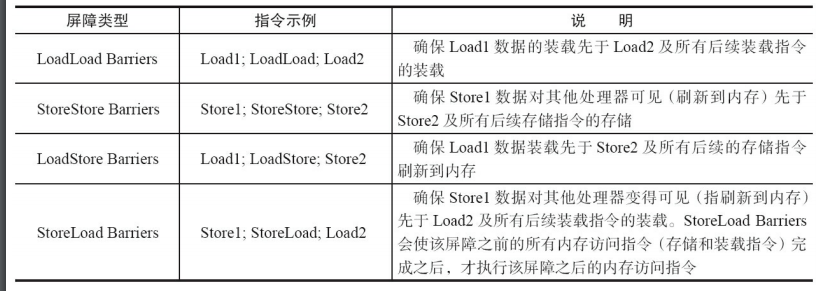 屏障类型 指令示例 说 明
LoadLoad Barriers Load1; LoadLoad; Load2 确保 Load1 数据的装载先于 Load2 及所有后续装载指令
的装载
StoreStore Barriers Store1; StoreStore; Store2 确保 Store1 数据对其他处理器可见（刷新到内存）先于
Store2 及所有后续存储指令的存储
LoadStore Barriers Load1; LoadStore; Store2 确保 Load1 数据装载先于 Store2 及所有后续的存储指令
刷新到内存
StoreLoad Barriers Store1; StoreLoad; Load2 确保 Store1 数据对其他处理器变得可见（指刷新到内存）
先于 Load2 及所有后续装载指令的装载。StoreLoad Barriers
会使该屏障之前的所有内存访问指令（存储和装载指令）完
成之后，才执行该屏障之后的内存访问指令